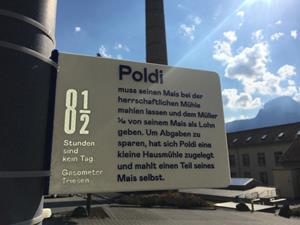 Poldi
muss seinen Mais bei der
herrschaftlichen Mühle
mahlen lassen und dem Müller
von seinem Mais als Lohn
geben. Um Abgaben zu
sparen, hat sich Poldi eine
kleine Hausmühle zugelegt
und mahlt einen Teil seines
Mais selbst.
8 1/2
Stunden
sind
kein Tag.
Gasometer
Triesen